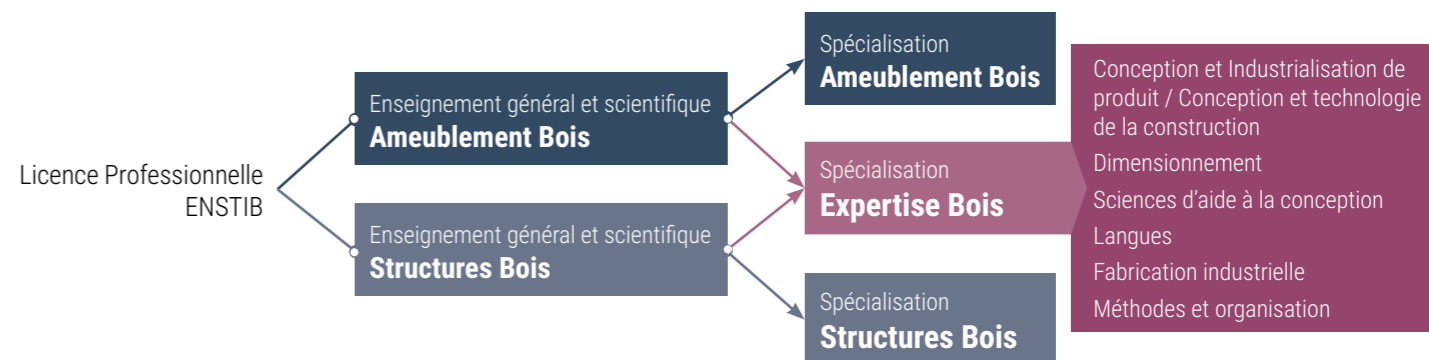 Licence Professionnelle
ENSTIB
Enseignement général et scientifique
Ameublement Bois
Enseignement général et scientifique
Structures Bois
Spécialisation
Ameublement Bois
Spécialisation
Expertise Bois
Spécialisation
Structures Bois
Conception et Industrialisation de
produit / Conception et technologie
de la construction
Dimensionnement
Sciences d’aide à la conception
Langues
Fabrication industrielle
Méthodes et organisation